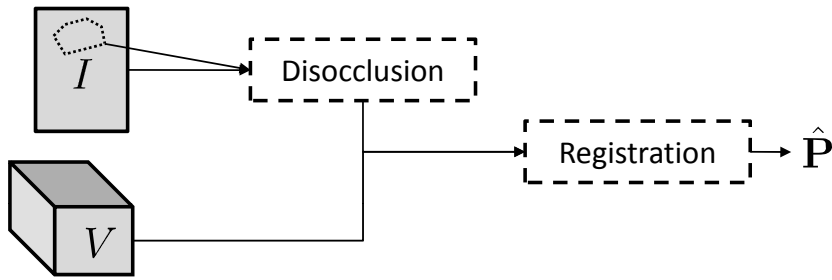 I
Disocclusion
Registration
P̂
V